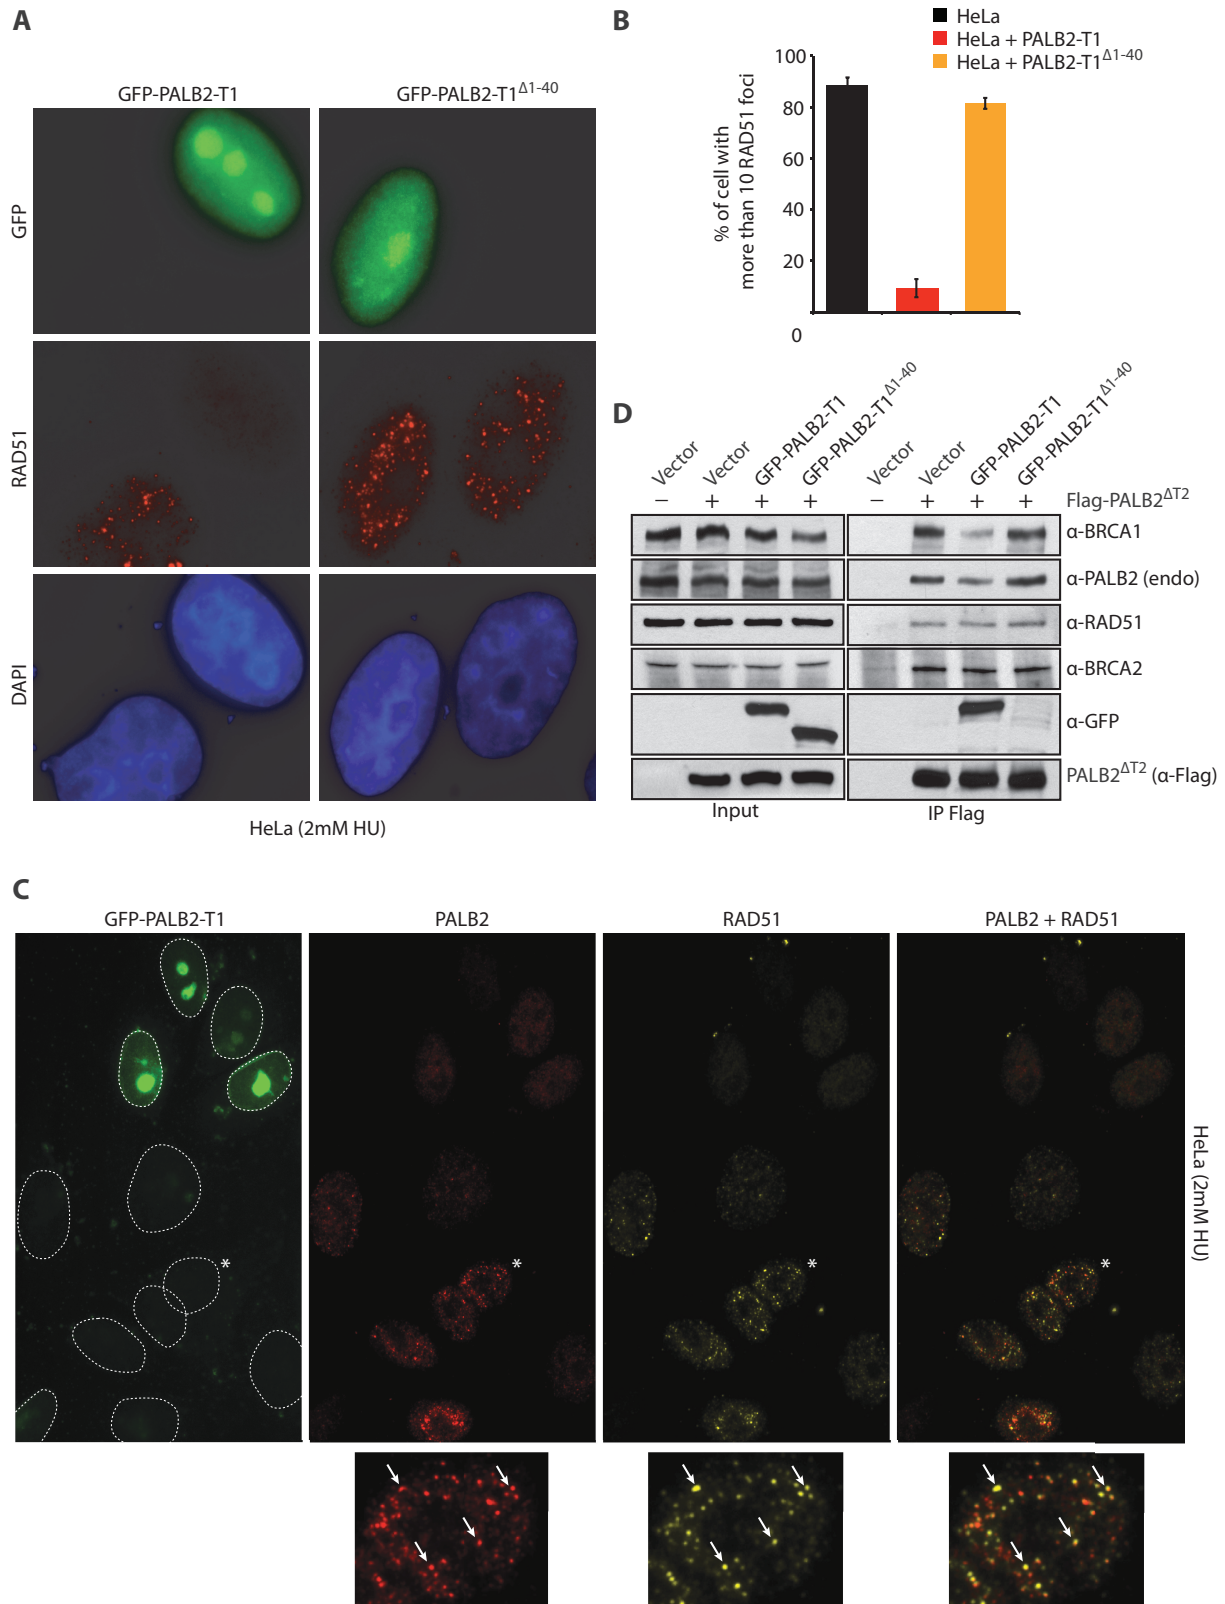 A
GFP-PALB2-T1
GFP-PALB2-T1Δ1-40
GFP
RAD51
DAPI
HeLa (2mM HU)
B
HeLa
HeLa + PALB2-T1
HeLa + PALB2-T1Δ1-40
% of cell with
more than 10 RAD51 foci
100
80
60
40
20
0
D
Vector
Vector
GFP-PALB2-T1
GFP-PALB2-T1Δ1-40
Vector
Vector
GFP-PALB2-T1
GFP-PALB2-T1Δ1-40
− + + + − + + + Flag-PALB2ΔT2
α-BRCA1
α-PALB2 (endo)
α-RAD51
α-BRCA2
α-GFP
PALB2ΔT2 (α-Flag)
Input
IP Flag
C
GFP-PALB2-T1
PALB2
RAD51
PALB2 + RAD51
*
*
*
*
HeLa (2mM HU)